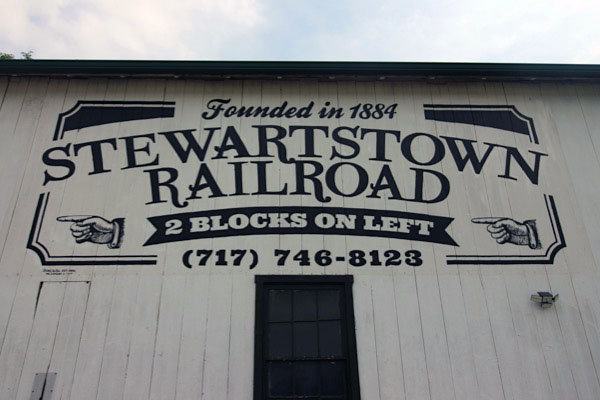 Founded in 1884
STEWARTSTOWN
RAILROAD
2 BLOCKS ON LEFT
(717) 746-8123